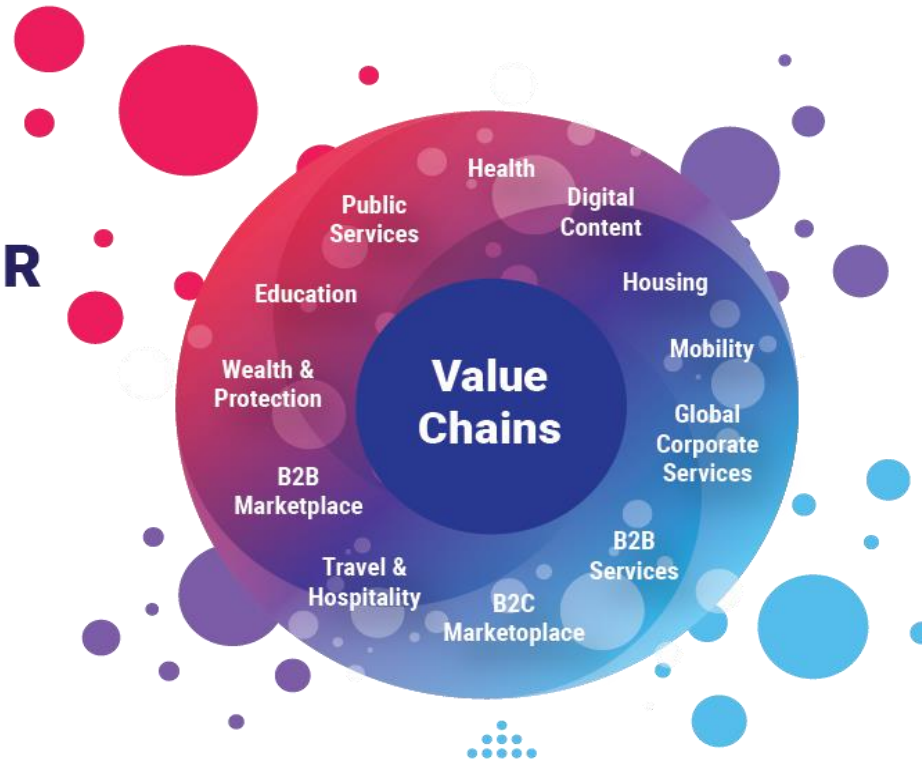 R
Value
Chains
Health
Digital
Content
Housing
Mobility
Global
Corporate
Services
B2B
Services
B2C
Marketoplace
Travel &
Hospitality
B2B
Marketplace
Wealth &
Protection
Education
Public
Services